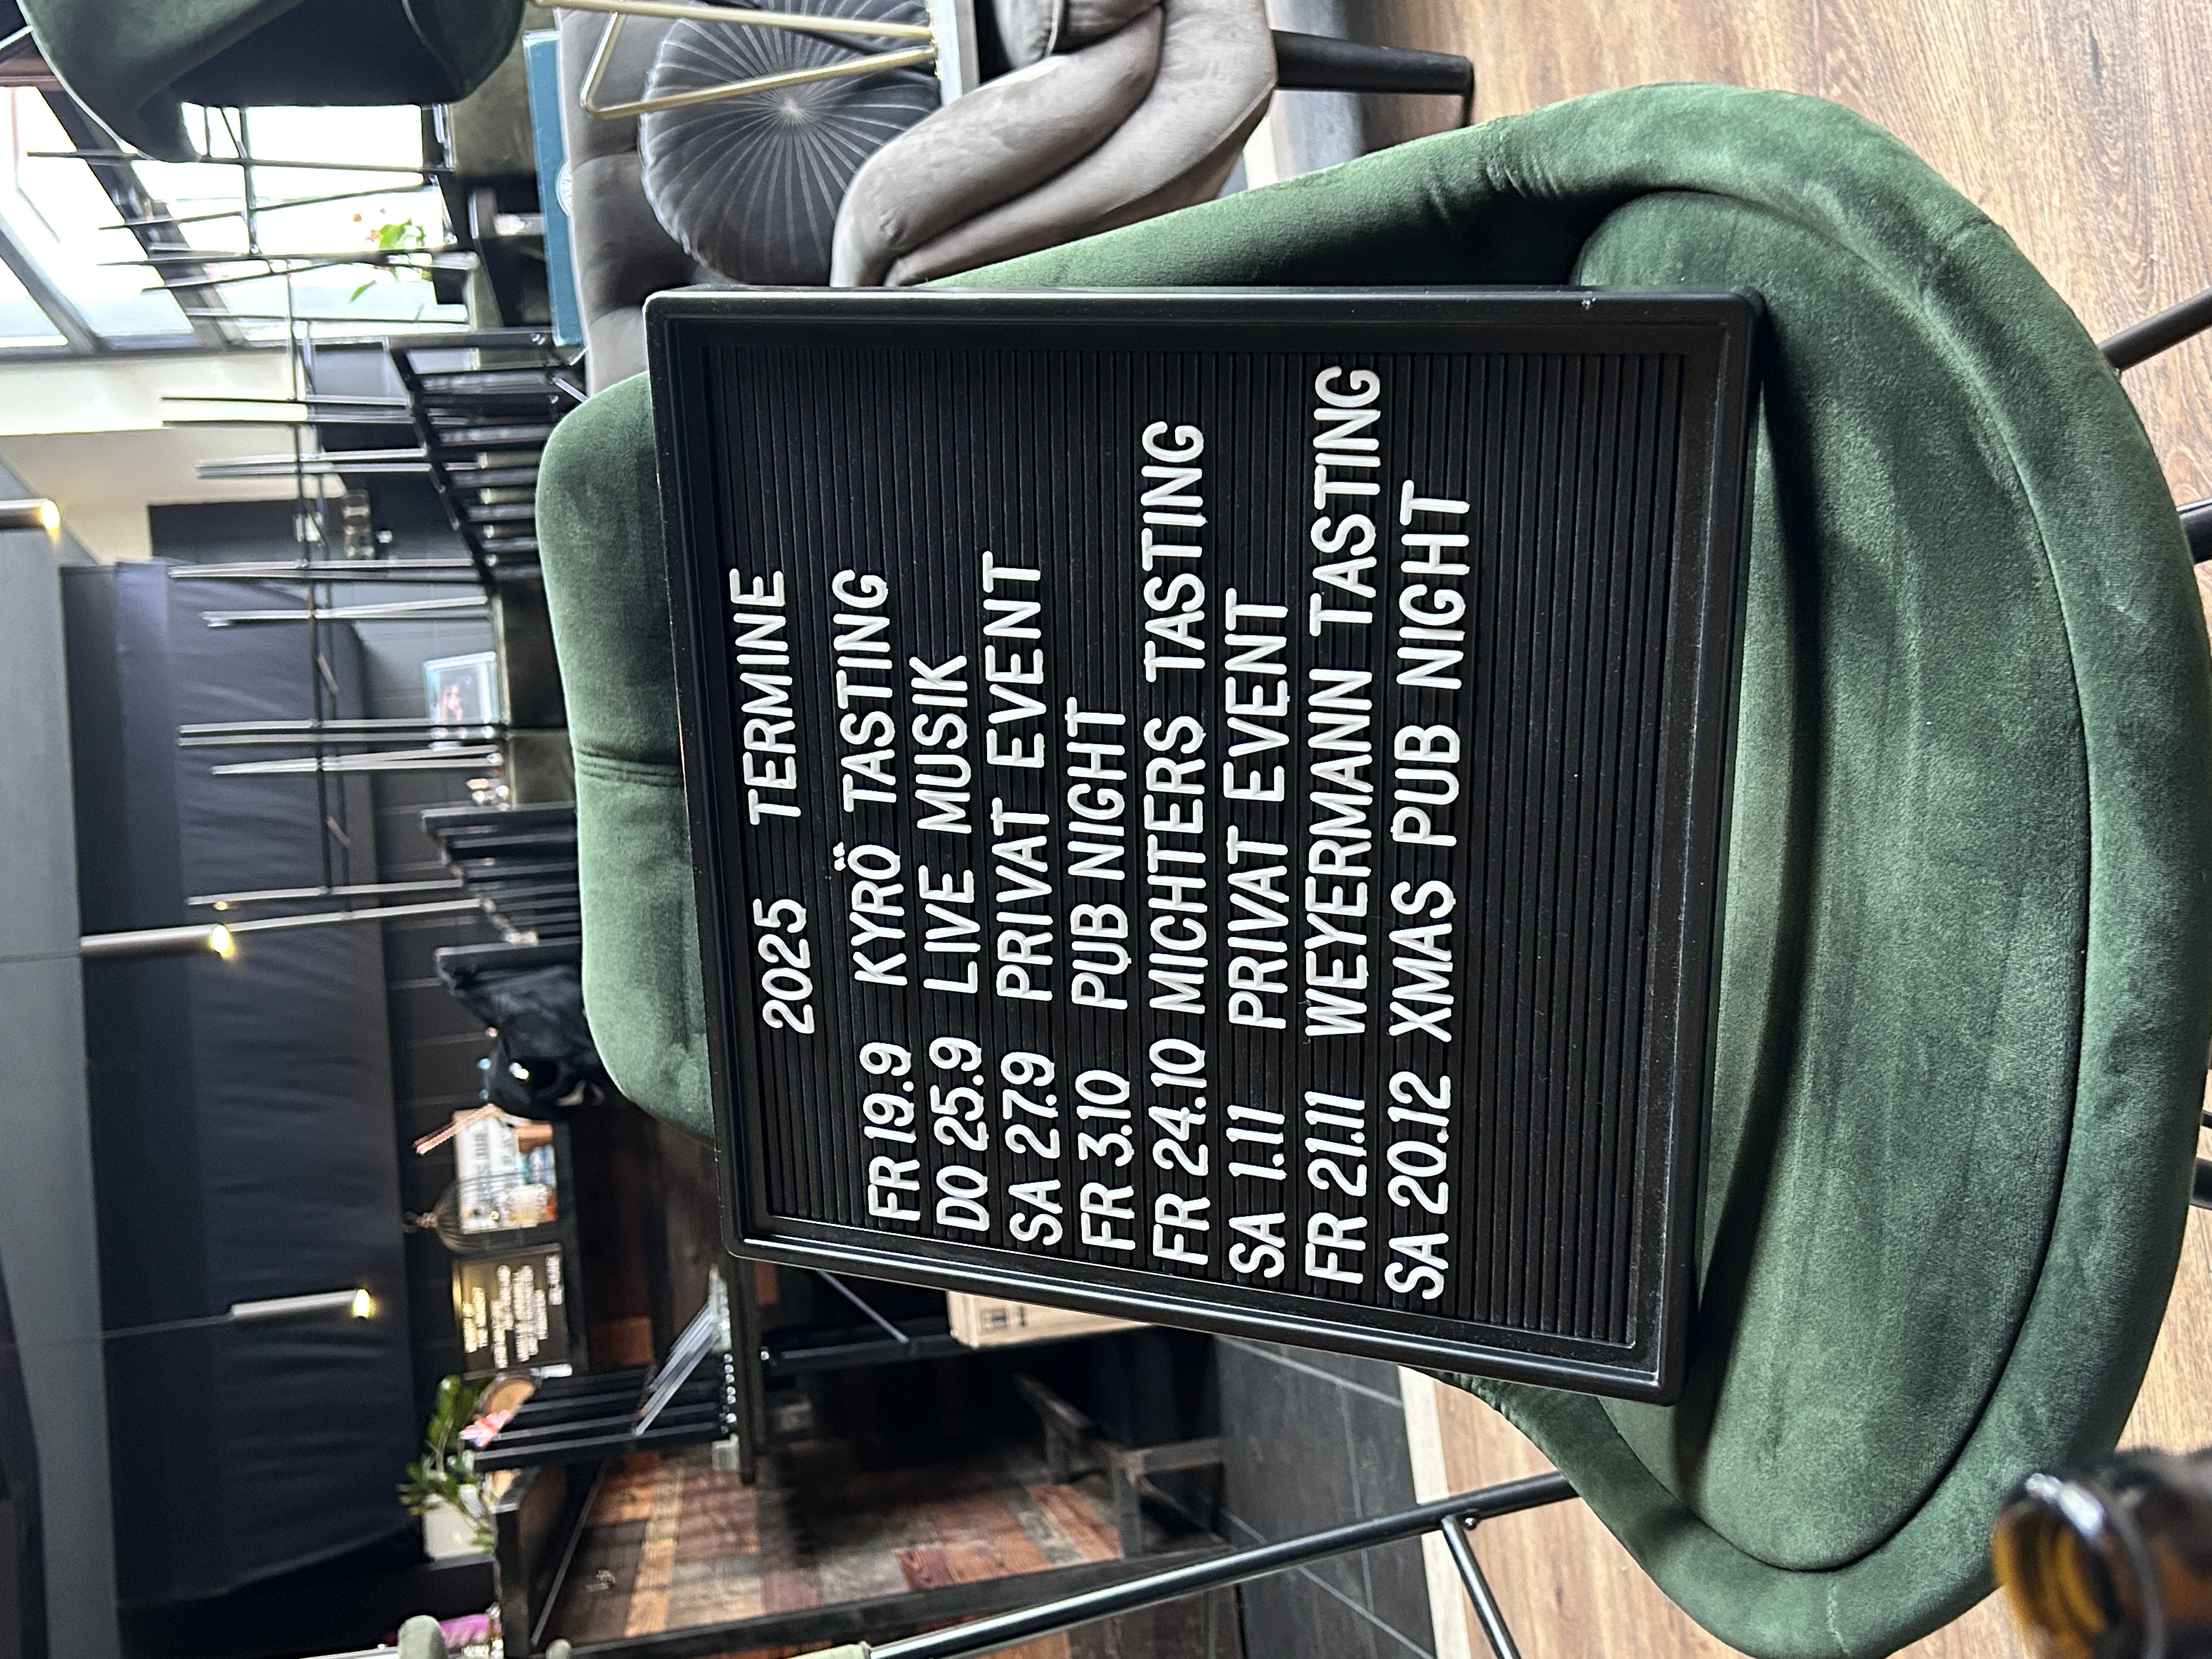 2025 TERMINE
FR 19.9 KYRÖ TASTING
DO 25.9 LIVE MUSIK
SA 27.9 PRIVAT EVENT
FR 3.10 PUB NIGHT
FR 24.10 MICHTERS TASTING
SA 1.11 PRIVAT EVENT
FR 21.11 WEYERMANN TASTING
SA 20.12 XMAS PUB NIGHT